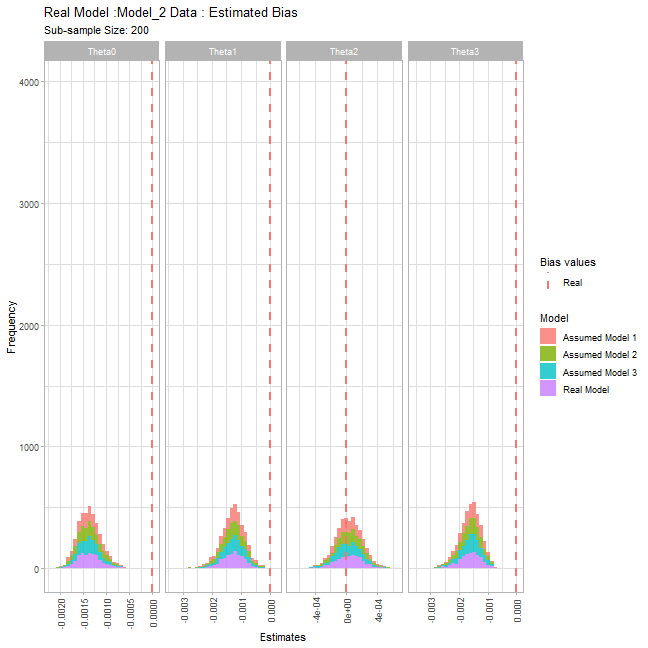 Real Model :Model_2 Data : Estimated Bias
Sub-sample Size: 200
Theta0 Theta1 Theta2 Theta3
4000
3000
2000
1000
0
Frequency
-0.0020 -0.0015 -0.0010 -0.0005 0.0000
-0.003 -0.002 -0.001 0.000
-4e-04 0e+00 4e-04
-0.003 -0.002 -0.001 0.000
Estimates
Bias values
Real
Model
Assumed Model 1
Assumed Model 2
Assumed Model 3
Real Model